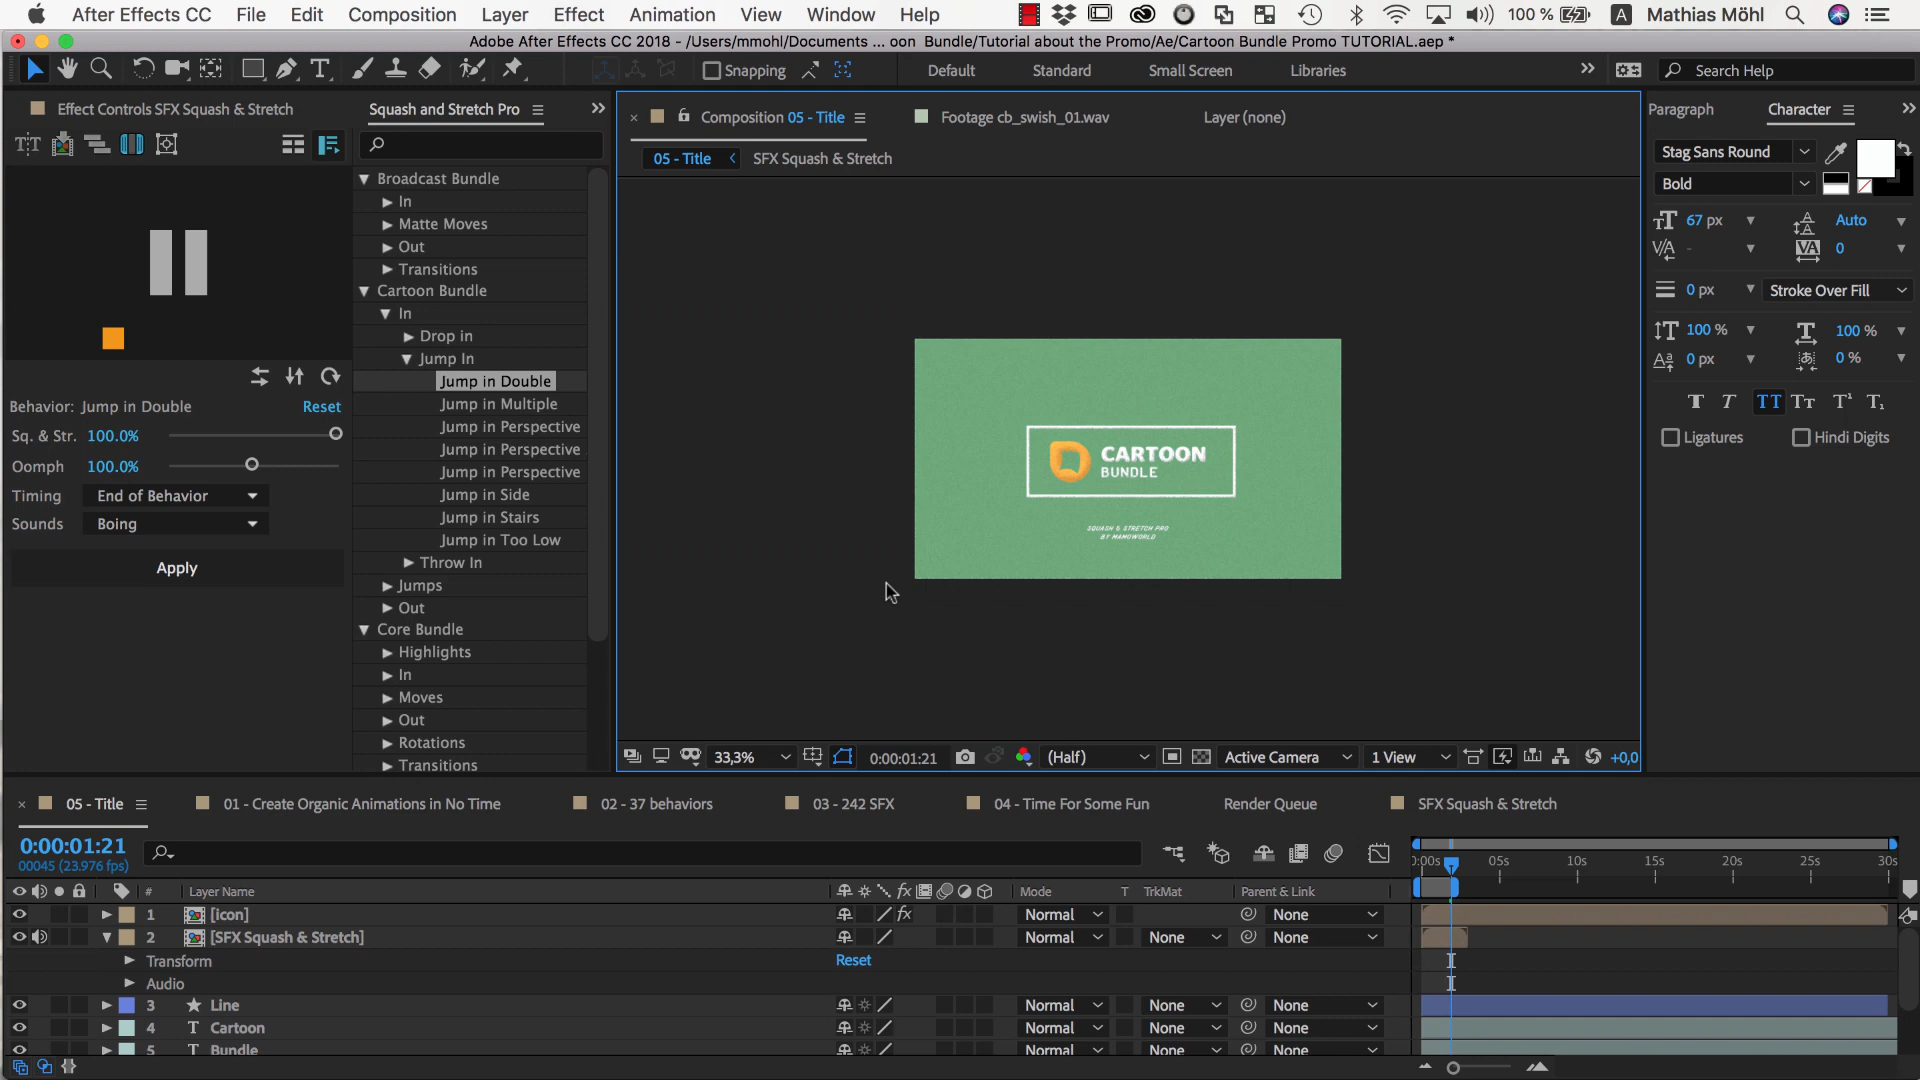 After Effects CC File Edit Composition Layer Effect Animation View Window Help 100 % A Mathias Möhl
Adobe After Effects CC 2018 - /Users/mmohl/Documents ... oon Bundle/Tutorial about the Promo/Ae/Cartoon Bundle Promo TUTORIAL.aep *
Snapping Default Standard Small Screen Libraries Search Help
Effect Controls SFX Squash & Stretch
Squash and Stretch Pro
Behavior: Jump in Double Reset
Sq. & Str. 100.0%
Oomph 100.0%
Timing End of Behavior
Sounds Boing
Apply
Broadcast Bundle
In
Matte Moves
Out
Transitions
Cartoon Bundle
In
Drop in
Jump In
Jump in Double
Jump in Multiple
Jump in Perspective
Jump in Perspective
Jump in Perspective
Jump in Side
Jump in Stairs
Jump in Too Low
Throw In
Jumps
Out
Core Bundle
Highlights
In
Moves
Out
Rotations
Transitions
Composition 05 - Title Footage cb_swish_01.wav Layer (none)
05 - Title SFX Squash & Stretch
CARTOON
BUNDLE
SQUASH & STRETCH PRO
BY MAMOWORLD
33,3% 0:00:01:21 (Half) Active Camera 1 View +0,0
Paragraph Character
Stag Sans Round
Bold
67 px Auto
- 0
0 px Stroke Over Fill
100 % 100 %
0 px 0 %
T T TT Tт T¹ T₁
Ligatures Hindi Digits
05 - Title 01 - Create Organic Animations in No Time 02 - 37 behaviors 03 - 242 SFX 04 - Time For Some Fun Render Queue SFX Squash & Stretch
0:00:01:21
00045 (23.976 fps)
):00s 05s 10s 15s 20s 25s 30s
# Layer Name Mode T TrkMat Parent & Link
1 [icon] Normal None
2 [SFX Squash & Stretch] Normal None None
Transform Reset
Audio
3 Line Normal None None
4 T Cartoon Normal None None
5 T Bundle Normal None None